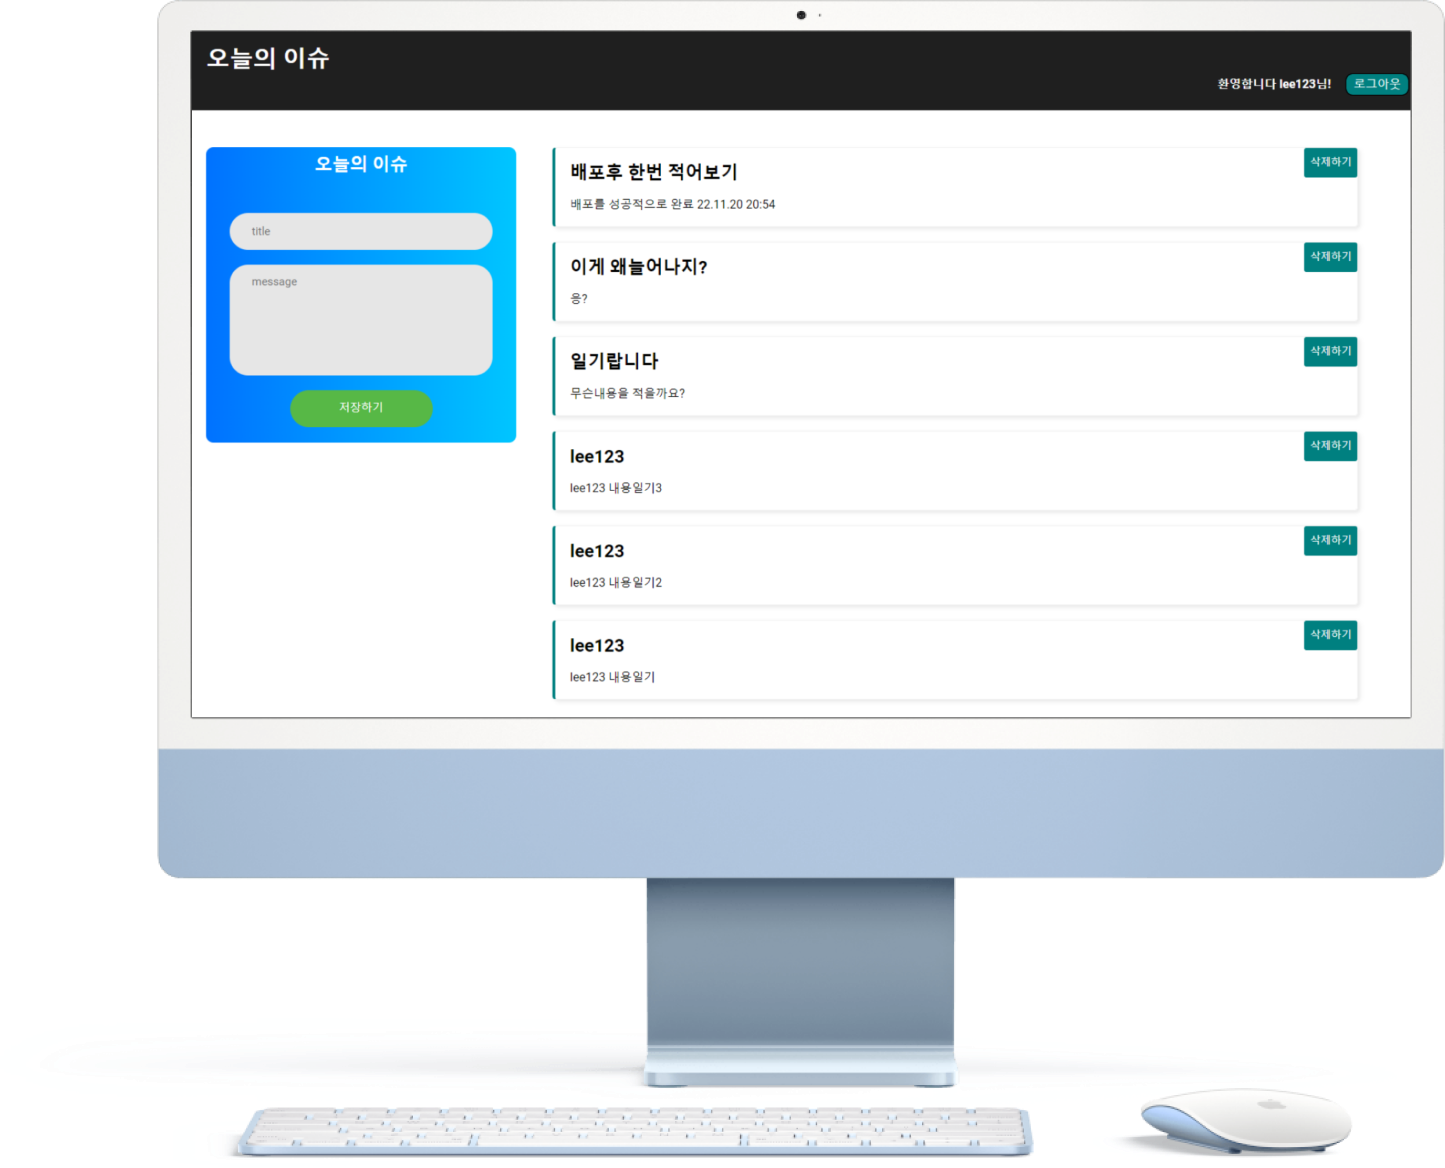 오늘의 이슈
환영합니다 lee123님!
로그아웃
오늘의 이슈
title
message
저장하기
배포후 한번 적어보기
삭제하기
배포를 성공적으로 완료 22.11.20 20:54
이게 왜늘어나지?
삭제하기
응?
일기랍니다
삭제하기
무슨내용을 적을까요?
lee123
삭제하기
lee123 내용일기3
lee123
삭제하기
lee123 내용일기2
lee123
삭제하기
lee123 내용일기